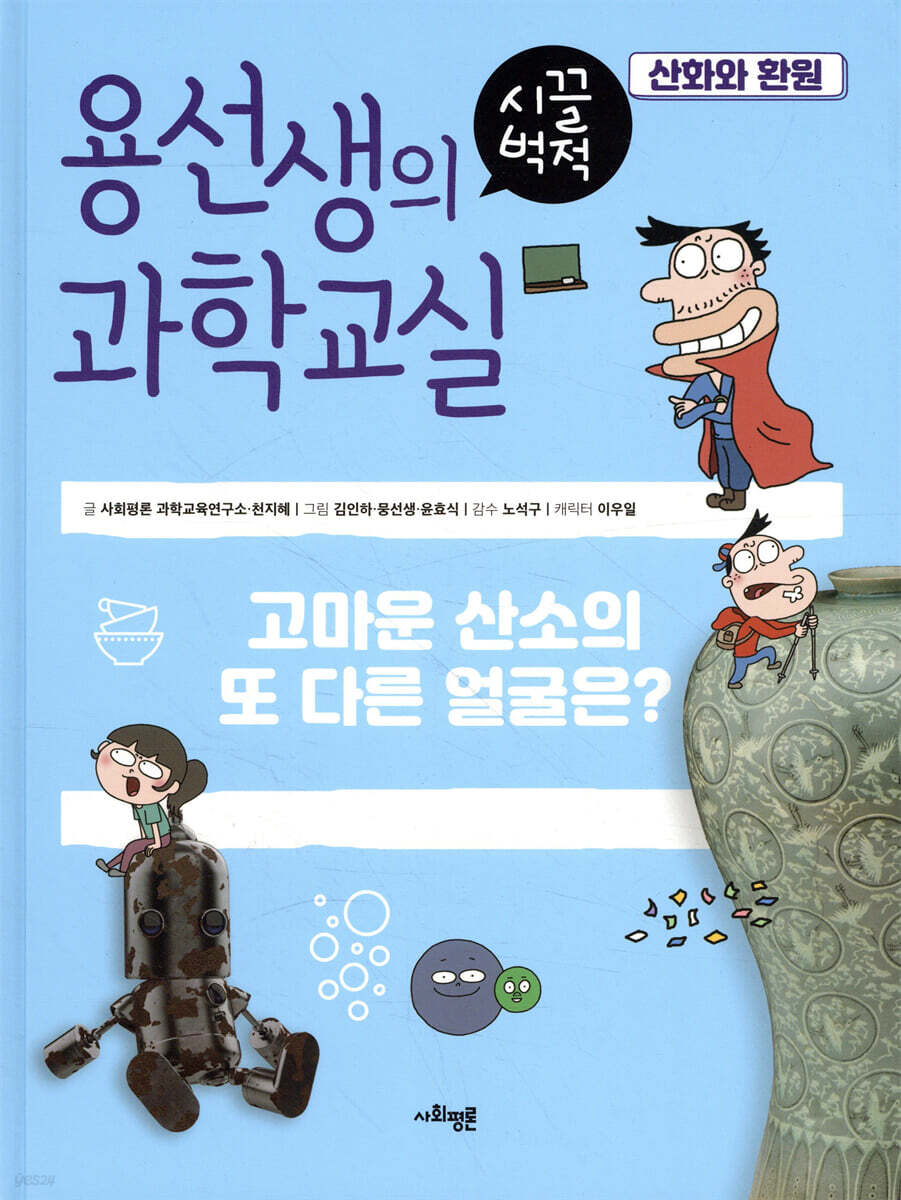 산화와 환원
시끌
벅적
용선생의
과학교실
글 사회평론 과학교육연구소·천지혜 | 그림 김인하·뭉선생·윤효식 | 감수 노석구 | 캐릭터 이우일
고마운 산소의
또 다른 얼굴은?
사회평론
yes24